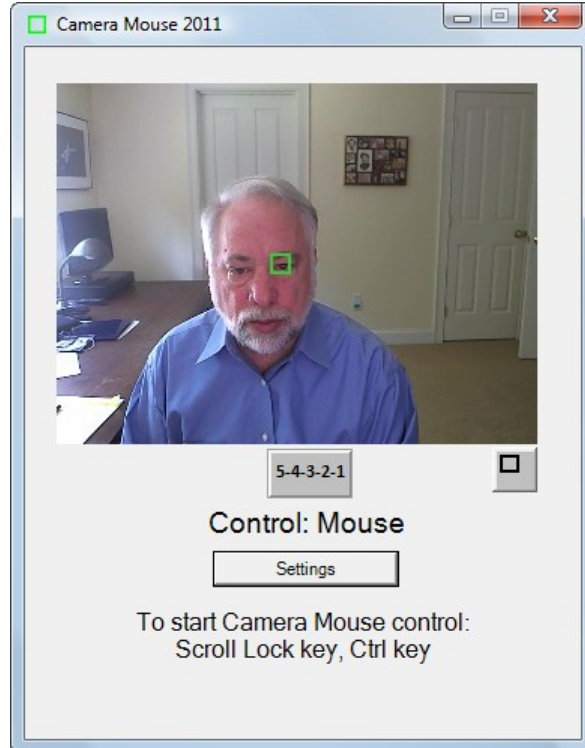 Camera Mouse 2011
5-4-3-2-1
Control: Mouse
Settings
To start Camera Mouse control:
Scroll Lock key, Ctrl key